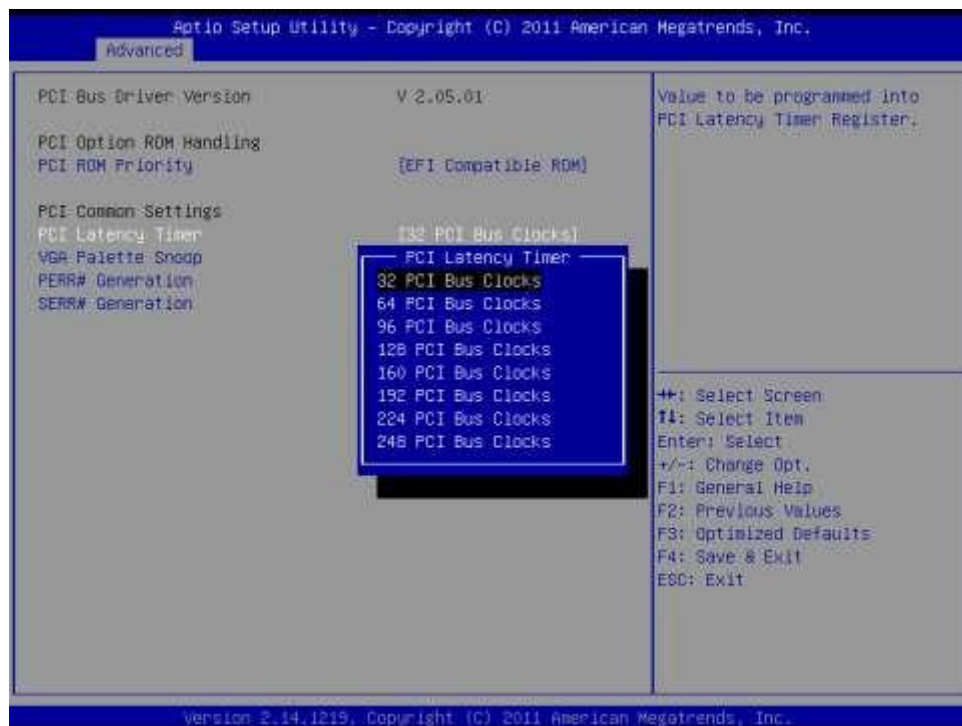 Aptio Setup Utility - Copyright (C) 2011 American Megatrends, Inc.
Advanced
PCI Bus Driver Version V 2.05.01
PCI Option ROM Handling
PCI ROM Priority [EFI Compatible ROM]
PCI Common Settings
PCI Latency Timer [32 PCI Bus Clocks]
VGA Palette Snoop
PERR# Generation
SERR# Generation
PCI Latency Timer
32 PCI Bus Clocks
64 PCI Bus Clocks
96 PCI Bus Clocks
128 PCI Bus Clocks
160 PCI Bus Clocks
192 PCI Bus Clocks
224 PCI Bus Clocks
248 PCI Bus Clocks
Value to be programmed into
PCI Latency Timer Register.
→←: Select Screen
↑↓: Select Item
Enter: Select
+/-: Change Opt.
F1: General Help
F2: Previous Values
F3: Optimized Defaults
F4: Save & Exit
ESC: Exit
Version 2.14.1219. Copyright (C) 2011 American Megatrends, Inc.